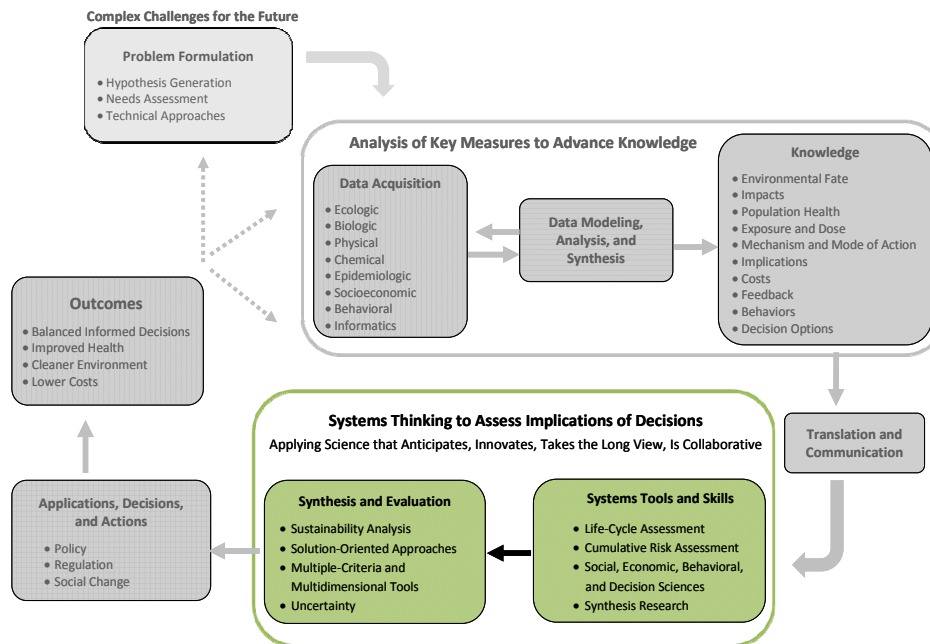 Complex Challenges for the Future
Problem Formulation
• Hypothesis Generation
• Needs Assessment
• Technical Approaches
Analysis of Key Measures to Advance Knowledge
Data Acquisition
• Ecologic
• Biologic
• Physical
• Chemical
• Epidemiologic
• Socioeconomic
• Behavioral
• Informatics
Data Modeling,
Analysis, and
Synthesis
Knowledge
• Environmental Fate
• Impacts
• Population Health
• Exposure and Dose
• Mechanism and Mode of Action
• Implications
• Costs
• Feedback
• Behaviors
• Decision Options
Translation and
Communication
Systems Thinking to Assess Implications of Decisions
Applying Science that Anticipates, Innovates, Takes the Long View, Is Collaborative
Systems Tools and Skills
• Life-Cycle Assessment
• Cumulative Risk Assessment
• Social, Economic, Behavioral,
and Decision Sciences
• Synthesis Research
Synthesis and Evaluation
• Sustainability Analysis
• Solution-Oriented Approaches
• Multiple-Criteria and
Multidimensional Tools
• Uncertainty
Applications, Decisions,
and Actions
• Policy
• Regulation
• Social Change
Outcomes
• Balanced Informed Decisions
• Improved Health
• Cleaner Environment
• Lower Costs